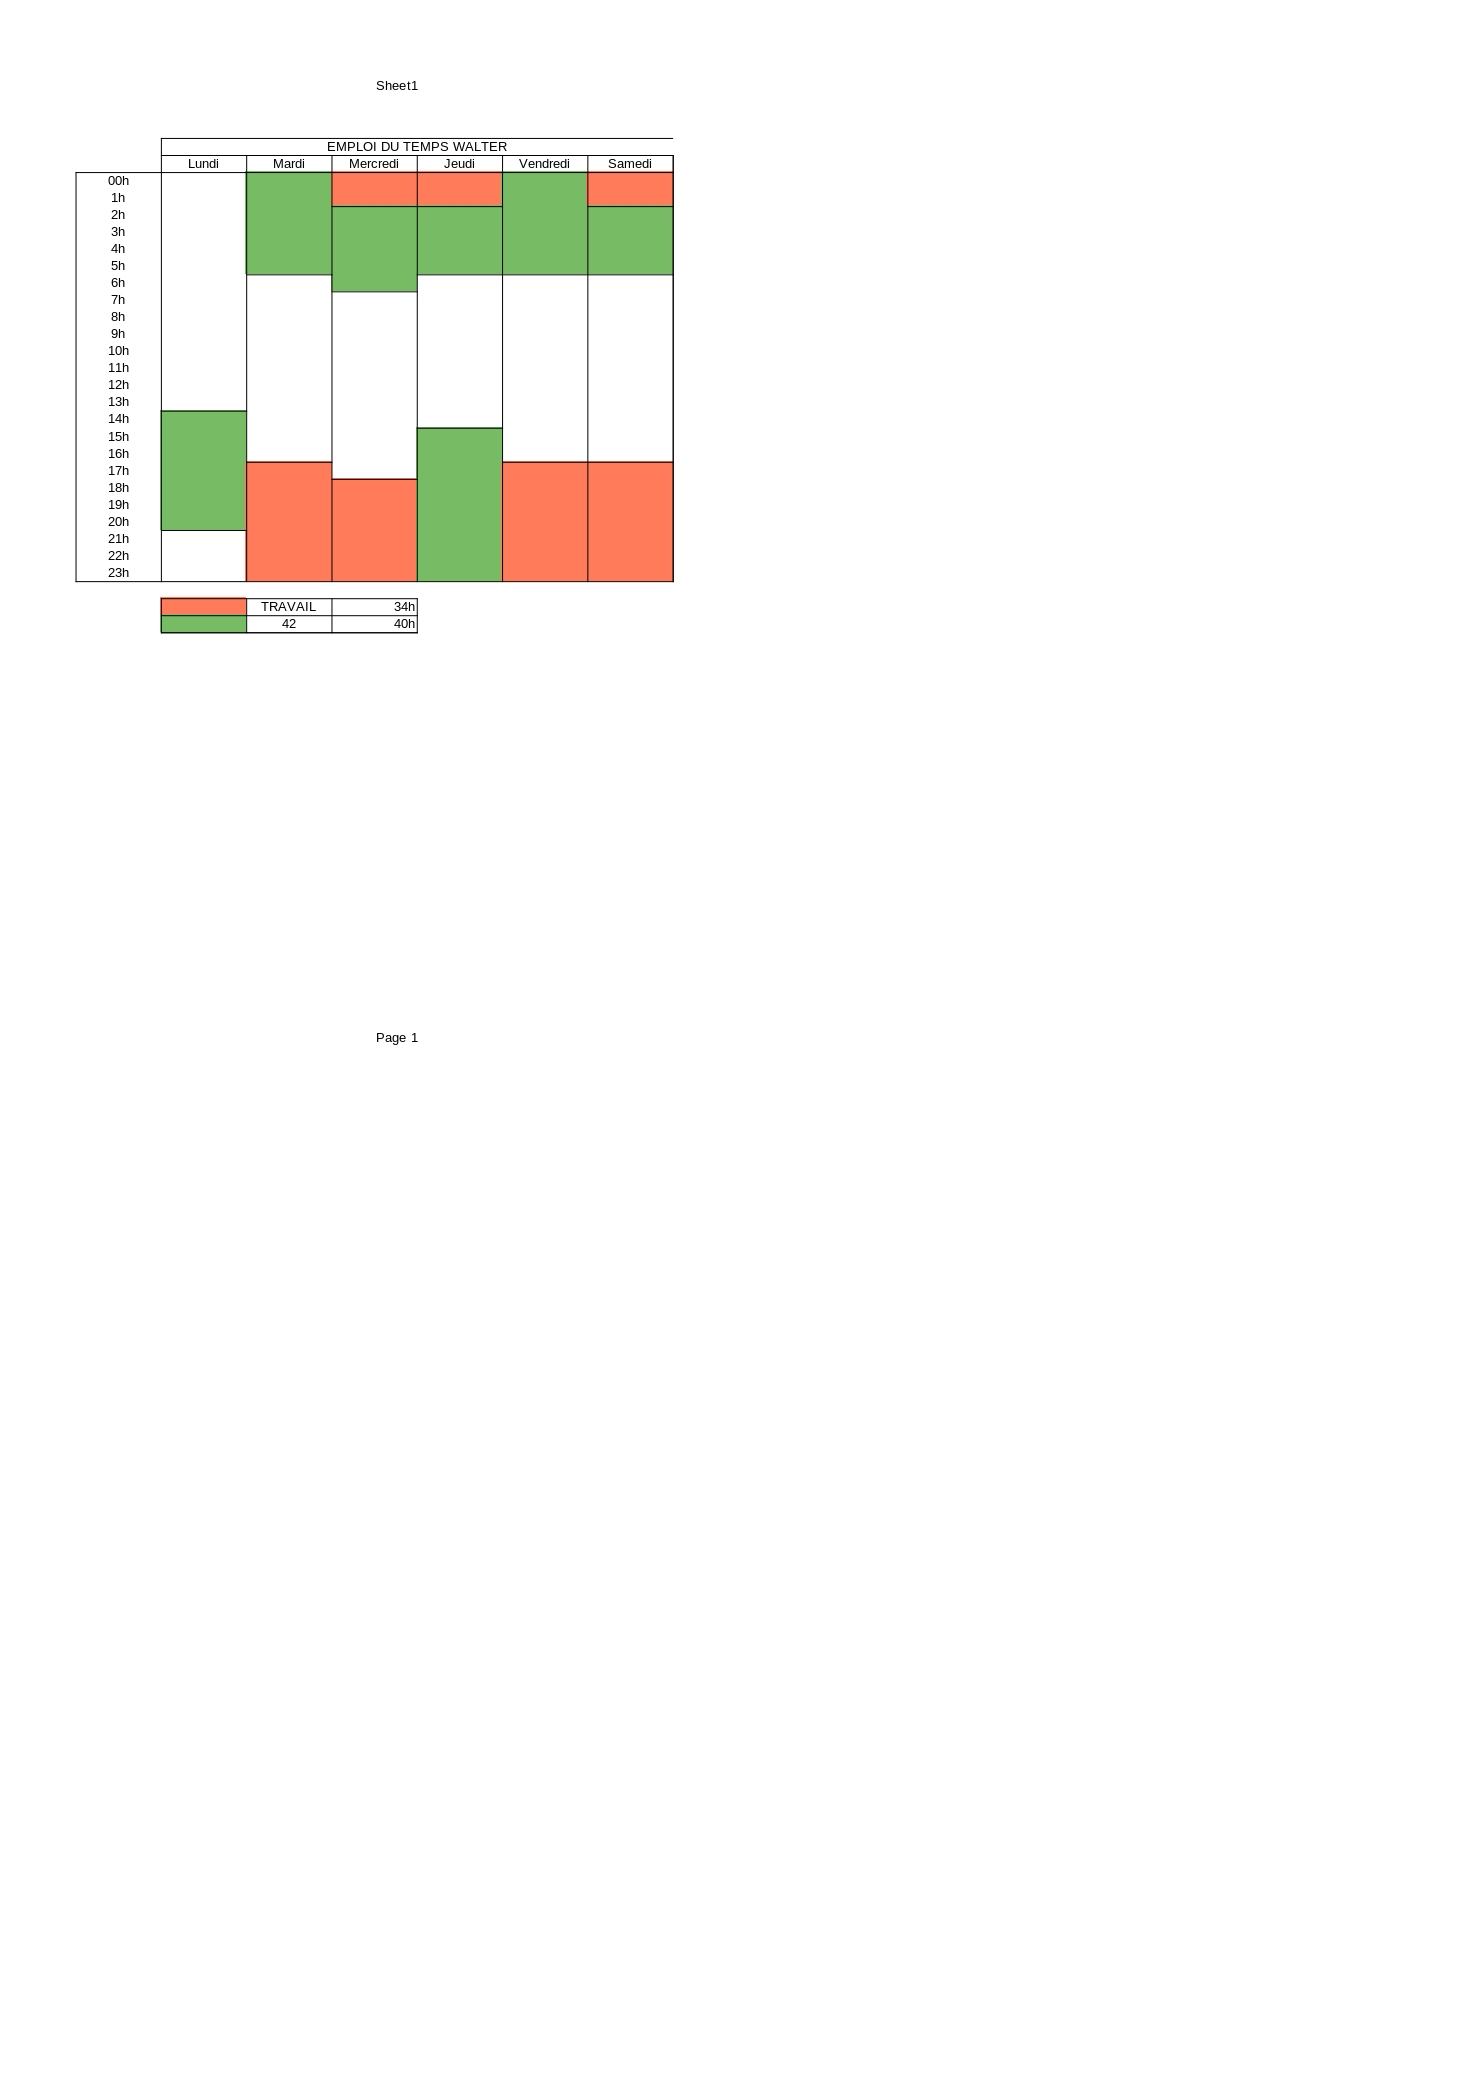 Sheet1
EMPLOI DU TEMPS WALTER
Lundi Mardi Mercredi Jeudi Vendredi Samedi
00h
1h
2h
3h
4h
5h
6h
7h
8h
9h
10h
11h
12h
13h
14h
15h
16h
17h
18h
19h
20h
21h
22h
23h
TRAVAIL 34h
42 40h
Page 1